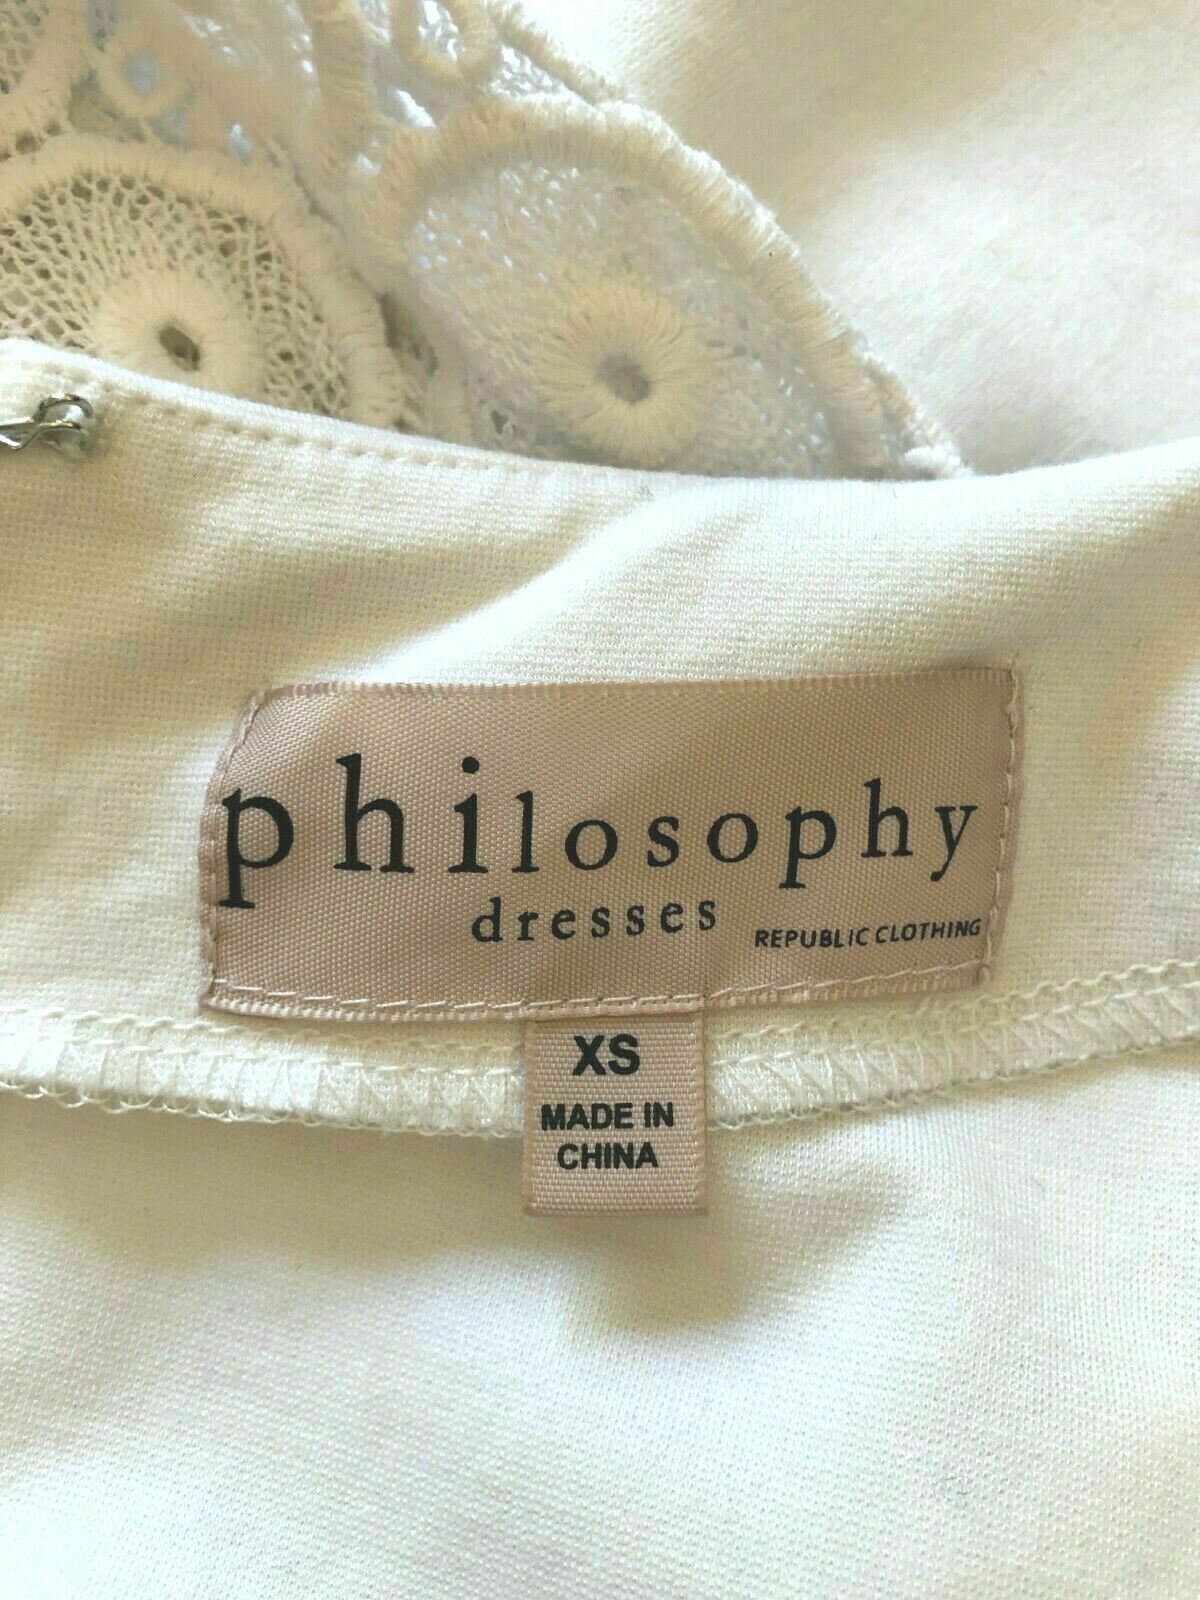 philosophy
dresses REPUBLIC CLOTHING
XS
MADE IN
CHINA